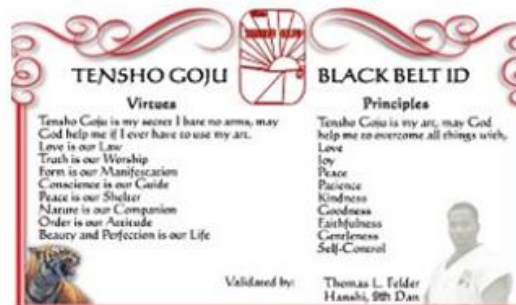 TENSHO GOJU
BLACK BELT ID
Virtues
Tensho Goju is my secret I bare no arms, may
God help me if I ever have to use my art.
Love is our Law
Truth is our Worship
Form is our Manifestation
Conscience is our Guide
Peace is our Shelter
Nature is our Companion
Order is our Attitude
Beauty and Perfection is our Life
Principles
Tensho Goju is my art, may God
help me to overcome all things with,
Love
Joy
Peace
Patience
Kindness
Goodness
Faithfulness
Gentleness
Self-Control
Validated by:
Thomas L. Felder
Hanshi, 9th Dan